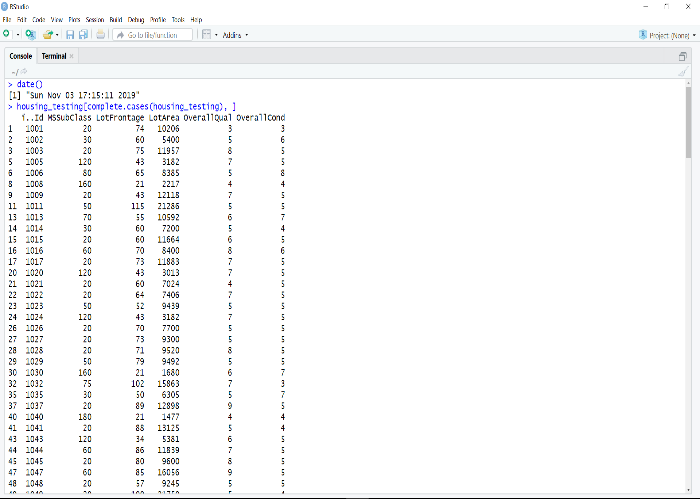 RStudio
File Edit Code View Plots Session Build Debug Profile Tools Help
Go to file/function Addins Project: (None)
Console Terminal ×
~/
> date()
[1] "Sun Nov 03 17:15:11 2019"
> housing_testing[complete.cases(housing_testing), ]
ï..Id MSSubClass LotFrontage LotArea OverallQual OverallCond
1 1001 20 74 10206 3 3
2 1002 30 60 5400 5 6
3 1003 20 75 11957 8 5
5 1005 120 43 3182 7 5
6 1006 80 65 8385 5 8
8 1008 160 21 2217 4 4
9 1009 20 43 12118 7 5
11 1011 50 115 21286 5 5
13 1013 70 55 10592 6 7
14 1014 30 60 7200 5 4
15 1015 20 60 11664 6 5
16 1016 60 70 8400 8 6
17 1017 20 73 11883 7 5
20 1020 120 43 3013 7 5
21 1021 20 60 7024 4 5
22 1022 20 64 7406 7 5
23 1023 50 52 9439 5 5
24 1024 120 43 3182 7 5
26 1026 20 70 7700 5 5
27 1027 20 73 9300 5 5
28 1028 20 71 9520 8 5
29 1029 50 79 9492 5 5
30 1030 160 21 1680 6 7
32 1032 75 102 15863 7 3
35 1035 30 50 6305 5 7
37 1037 20 89 12898 9 5
40 1040 180 21 1477 4 4
41 1041 20 88 13125 5 4
43 1043 120 34 5381 6 5
44 1044 60 86 11839 7 5
45 1045 20 80 9600 8 5
47 1047 60 85 16056 9 5
48 1048 20 57 9245 5 5